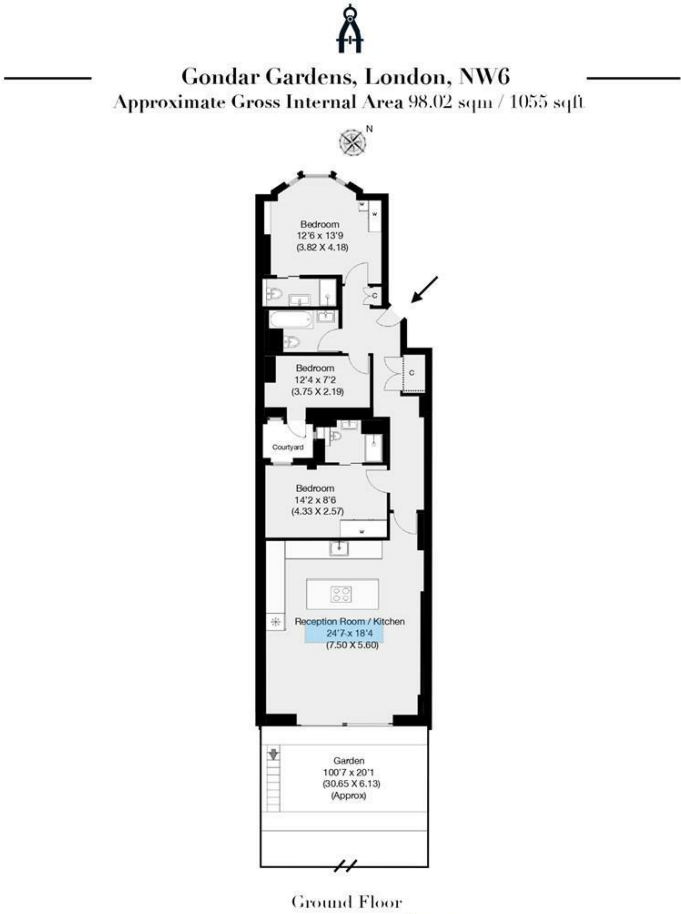 Gondar Gardens, London, NW6
Approximate Gross Internal Area 98.02 sqm / 1055 sqft
N
Bedroom
12'6 x 13'9
(3.82 X 4.18)
W
W
C
Bedroom
12'4 x 7'2
(3.75 X 2.19)
C
Courtyard
Bedroom
14'2 x 8'6
(4.33 X 2.57)
W
Reception Room / Kitchen
24'7 x 18'4
(7.50 X 5.60)
Garden
100'7 x 20'1
(30.65 X 6.13)
(Approx)
Ground Floor